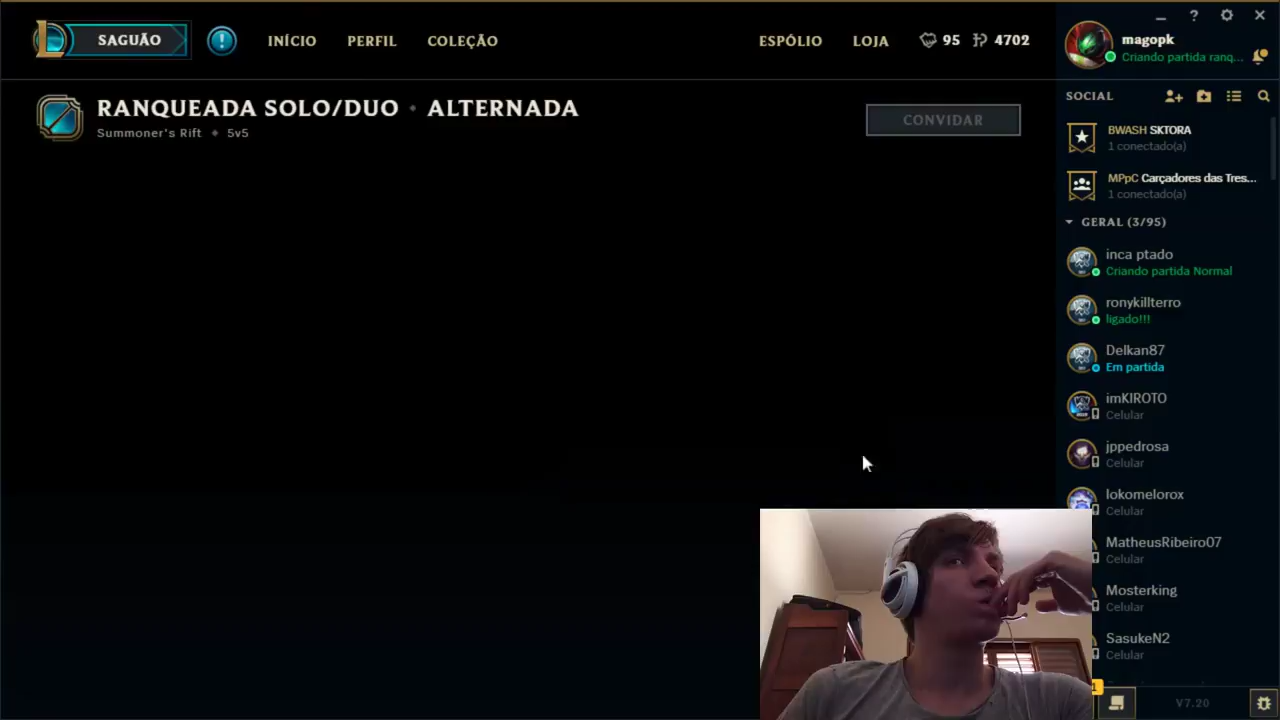 SAGUÃO
INÍCIO
PERFIL
COLEÇÃO
ESPÓLIO
LOJA
95
4702
magopk
Criando partida ranq...
RANQUEADA SOLO/DUO • ALTERNADA
Summoner's Rift ◆ 5v5
CONVIDAR
SOCIAL
BWASH SKTORA
1 conectado(a)
MPpC Carçadores das Tres...
1 conectado(a)
GERAL (3/95)
inca ptado
Criando partida Normal
ronykillterro
ligado!!!
Delkan87
Em partida
imKIROTO
Celular
jppedrosa
Celular
lokomelorox
Celular
MatheusRibeiro07
Celular
Mosterking
Celular
SasukeN2
Celular
1
V7.20